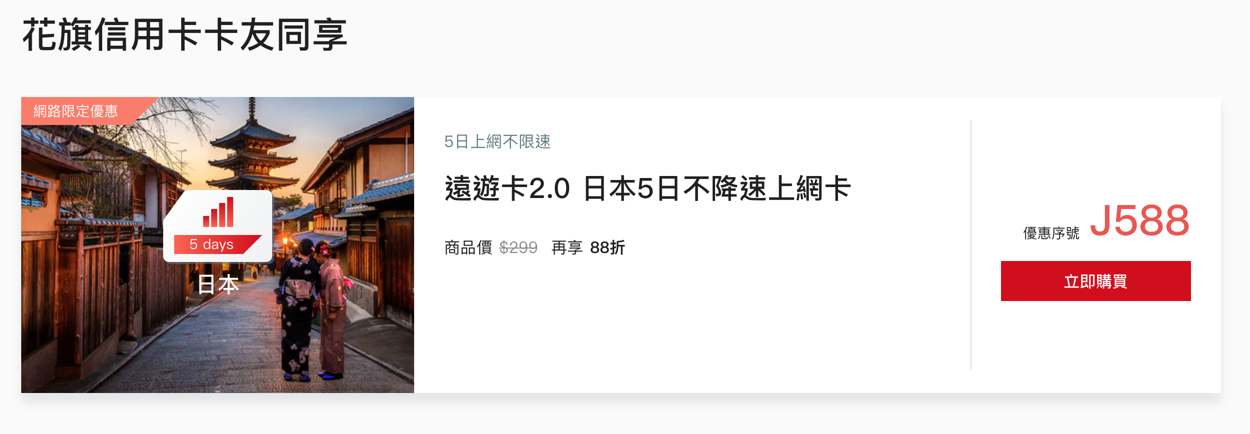 花旗信用卡卡友同享
網路限定優惠
5 days
日本
5日上網不限速
遠遊卡2.0 日本5日不降速上網卡
商品價 $299 再享 88折
優惠序號 J588
立即購買